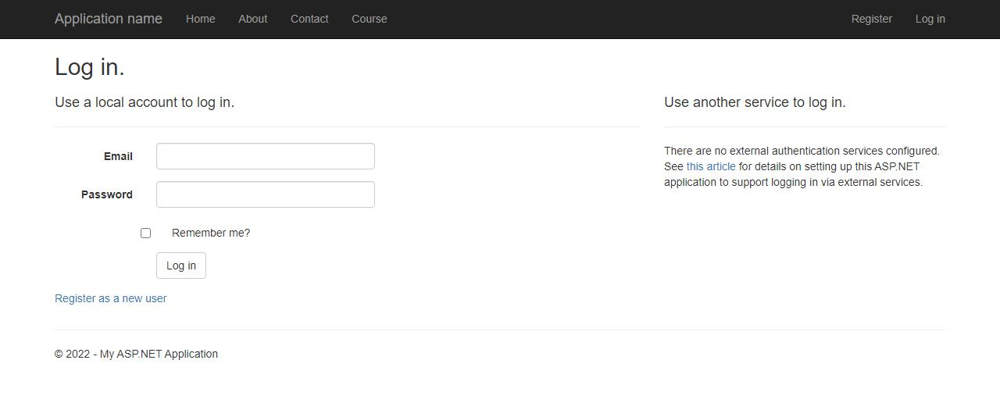 Application name Home About Contact Course Register Log in
Log in.
Use a local account to log in.
Email
Password
Remember me?
Log in
Register as a new user
Use another service to log in.
There are no external authentication services configured.
See this article for details on setting up this ASP.NET
application to support logging in via external services.
© 2022 - My ASP.NET Application